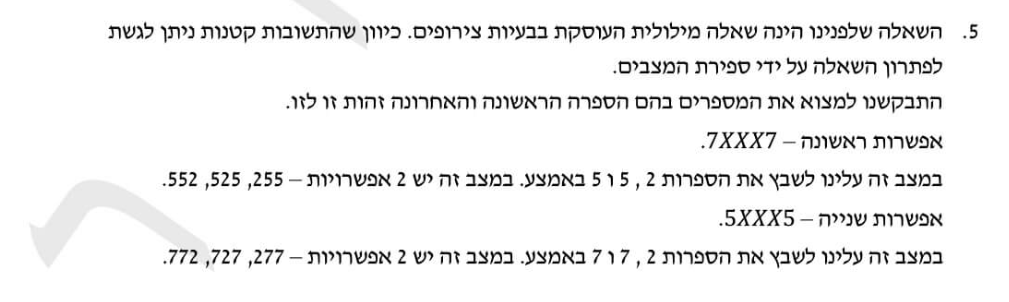 5. השאלה שלפנינו הינה שאלה מילולית העוסקת בבעיות צירופים. כיוון שהתשובות קטנות ניתן לגשת
לפתרון השאלה על ידי ספירת המצבים.
התבקשנו למצוא את המספרים בהם הספרה הראשונה והאחרונה זהות זו לזו.
אפשרות ראשונה – 7XXX7.
במצב זה עלינו לשבץ את הספרות 2 , 5 ו 5 באמצע. במצב זה יש 2 אפשרויות – 255, 525, 552.
אפשרות שנייה – 5XXX5.
במצב זה עלינו לשבץ את הספרות 2 , 7 ו 7 באמצע. במצב זה יש 2 אפשרויות – 277, 727, 772.